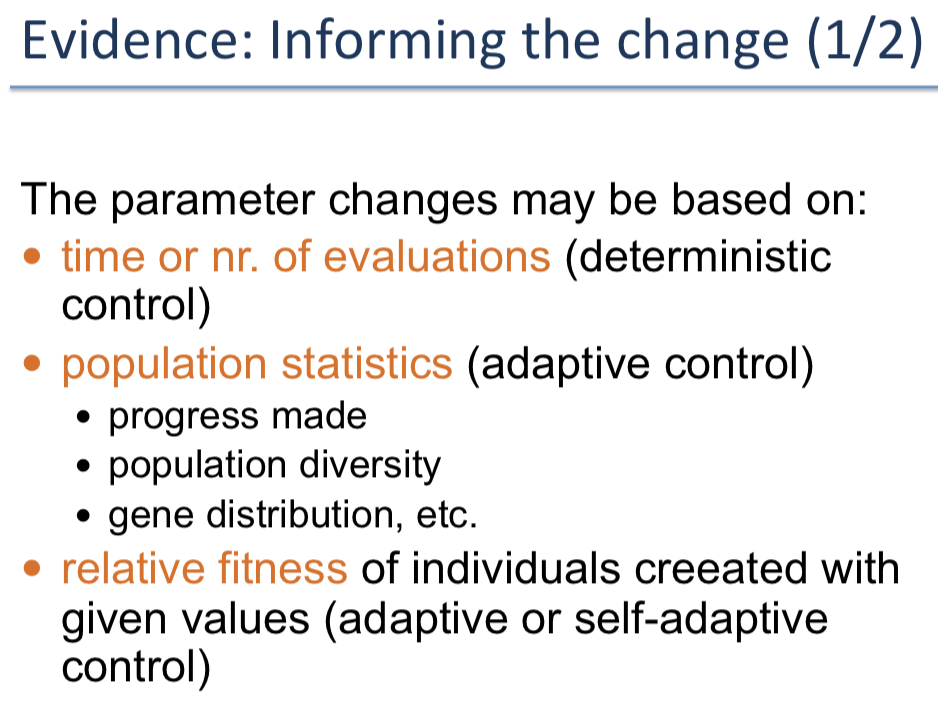 Evidence: Informing the change (1/2)
The parameter changes may be based on:
• time or nr. of evaluations (deterministic
control)
• population statistics (adaptive control)
• progress made
• population diversity
• gene distribution, etc.
• relative fitness of individuals creeated with
given values (adaptive or self-adaptive
control)